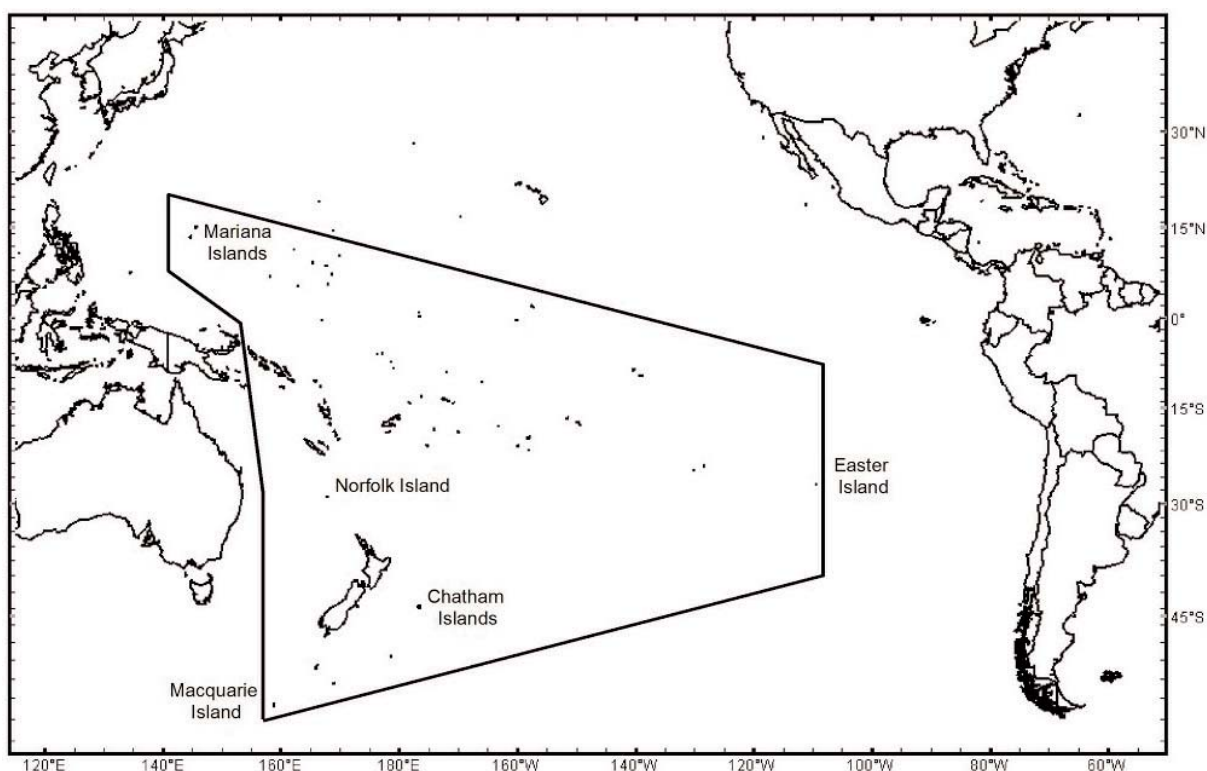 30°N
Mariana
Islands
15°N
0°
15°S
Easter
Island
Norfolk Island
30°S
Chatham
Islands
45°S
Macquarie
Island
120°E 140°E 160°E 180°W 160°W 140°W 120°W 100°W 80°W 60°W